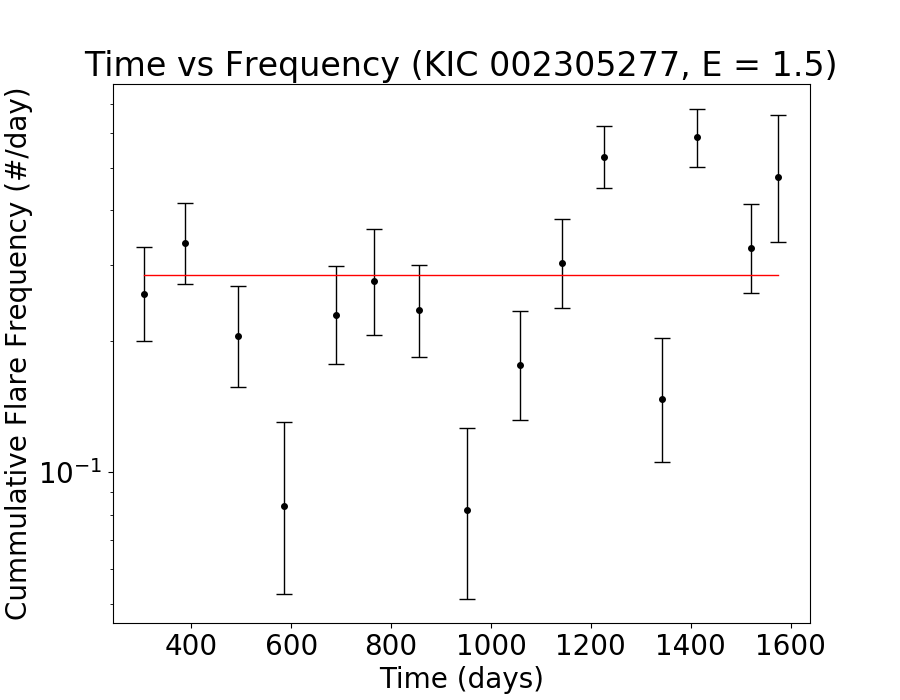 Time vs Frequency (KIC 002305277, E = 1.5)
Cummulative Flare Frequency (#/day)
10⁻¹
400 600 800 1000 1200 1400 1600
Time (days)